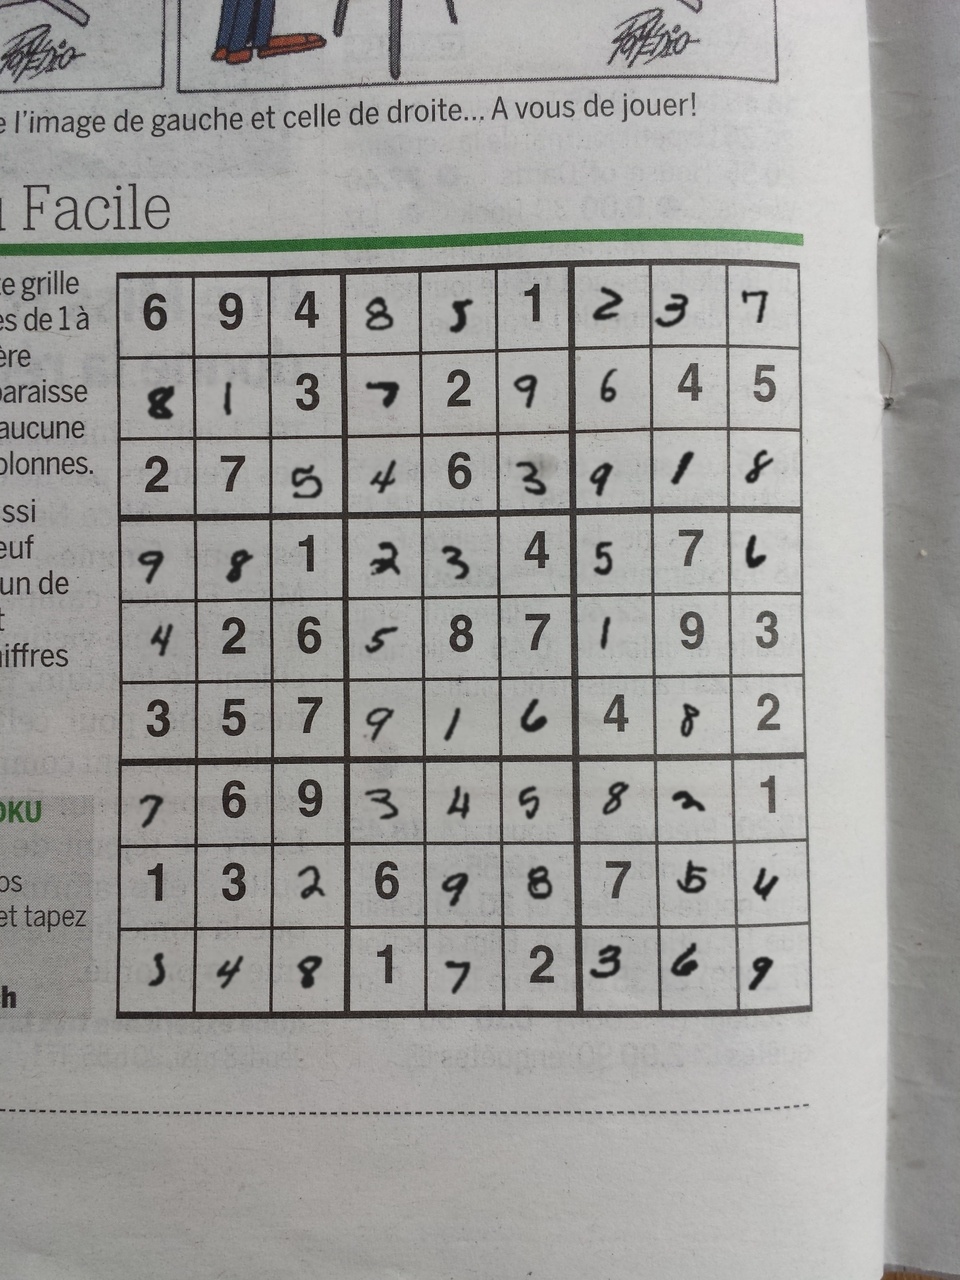 e l'image de gauche et celle de droite... A vous de jouer!
Facile
te grille
es de 1 à
ère
paraisse
aucune
olonnes.
ssi
euf
un de
t
hiffres
OKU
os
et tapez
h
6 9 4 8 5 1 2 3 7
8 1 3 7 2 9 6 4 5
2 7 5 4 6 3 9 1 8
9 8 1 2 3 4 5 7 6
4 2 6 5 8 7 1 9 3
3 5 7 9 1 6 4 8 2
7 6 9 3 4 5 8 2 1
1 3 2 6 9 8 7 5 4
5 4 8 1 7 2 3 6 9